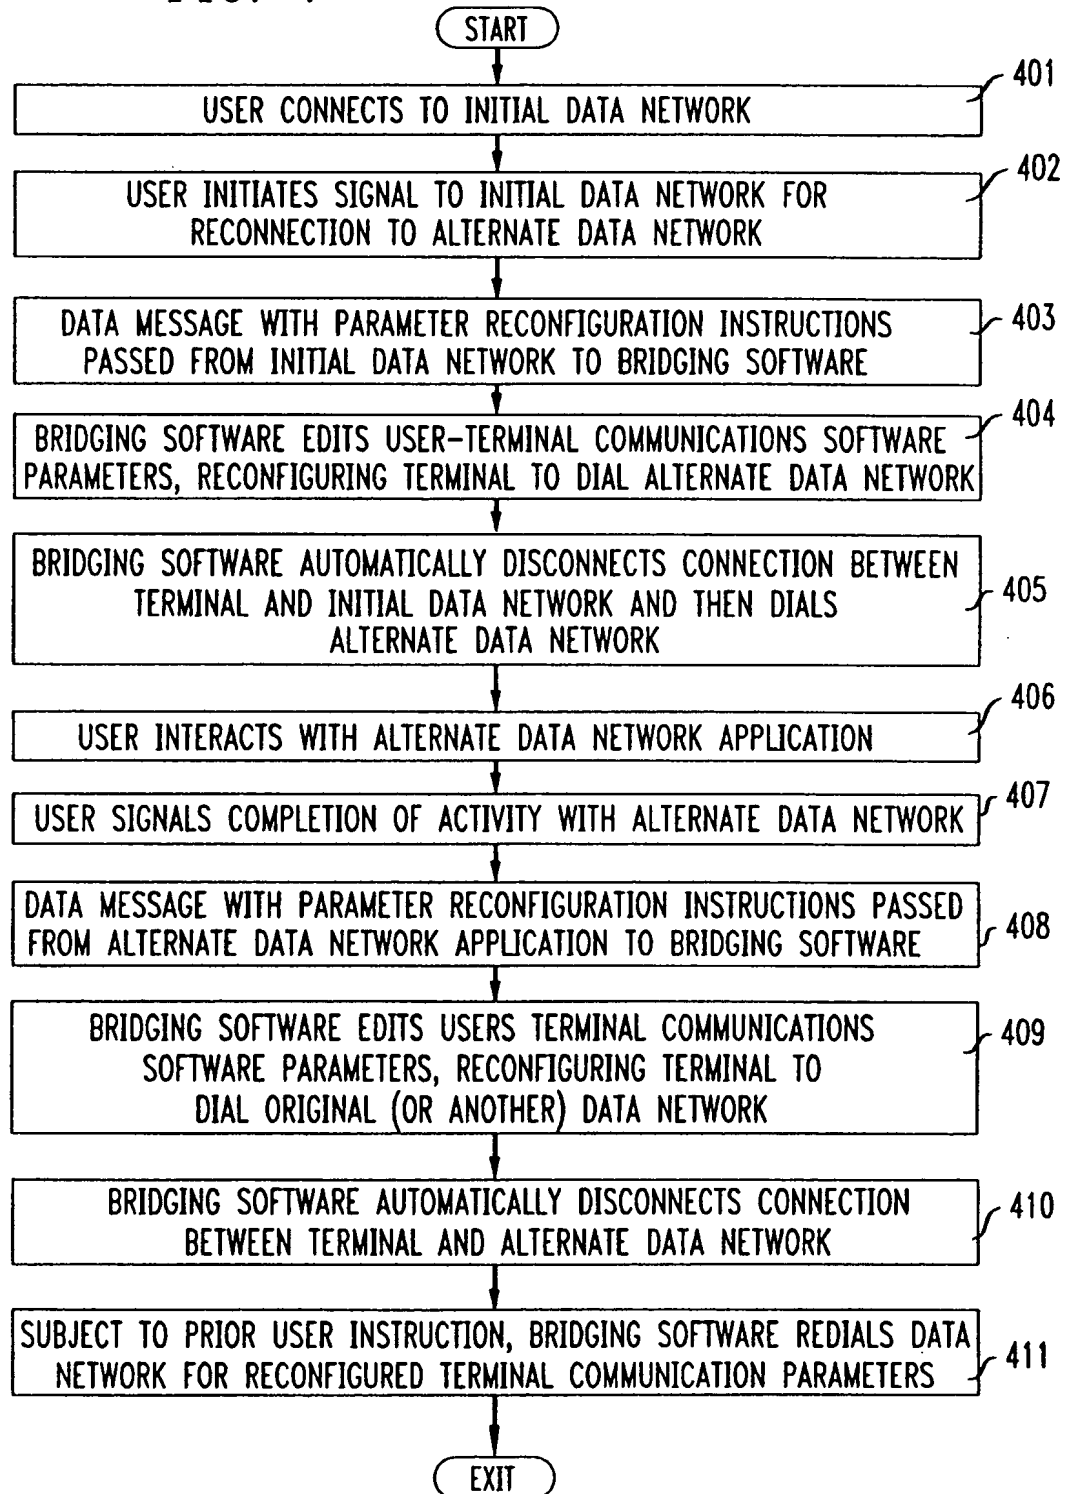 START
401
USER CONNECTS TO INITIAL DATA NETWORK
402
USER INITIATES SIGNAL TO INITIAL DATA NETWORK FOR
RECONNECTION TO ALTERNATE DATA NETWORK
403
DATA MESSAGE WITH PARAMETER RECONFIGURATION INSTRUCTIONS
PASSED FROM INITIAL DATA NETWORK TO BRIDGING SOFTWARE
404
BRIDGING SOFTWARE EDITS USER-TERMINAL COMMUNICATIONS SOFTWARE
PARAMETERS, RECONFIGURING TERMINAL TO DIAL ALTERNATE DATA NETWORK
BRIDGING SOFTWARE AUTOMATICALLY DISCONNECTS CONNECTION BETWEEN
TERMINAL AND INITIAL DATA NETWORK AND THEN DIALS
ALTERNATE DATA NETWORK
405
406
USER INTERACTS WITH ALTERNATE DATA NETWORK APPLICATION
407
USER SIGNALS COMPLETION OF ACTIVITY WITH ALTERNATE DATA NETWORK
DATA MESSAGE WITH PARAMETER RECONFIGURATION INSTRUCTIONS PASSED
FROM ALTERNATE DATA NETWORK APPLICATION TO BRIDGING SOFTWARE
408
BRIDGING SOFTWARE EDITS USERS TERMINAL COMMUNICATIONS
SOFTWARE PARAMETERS, RECONFIGURING TERMINAL TO
DIAL ORIGINAL (OR ANOTHER) DATA NETWORK
409
BRIDGING SOFTWARE AUTOMATICALLY DISCONNECTS CONNECTION
BETWEEN TERMINAL AND ALTERNATE DATA NETWORK
410
SUBJECT TO PRIOR USER INSTRUCTION, BRIDGING SOFTWARE REDIALS DATA
NETWORK FOR RECONFIGURED TERMINAL COMMUNICATION PARAMETERS
411
EXIT